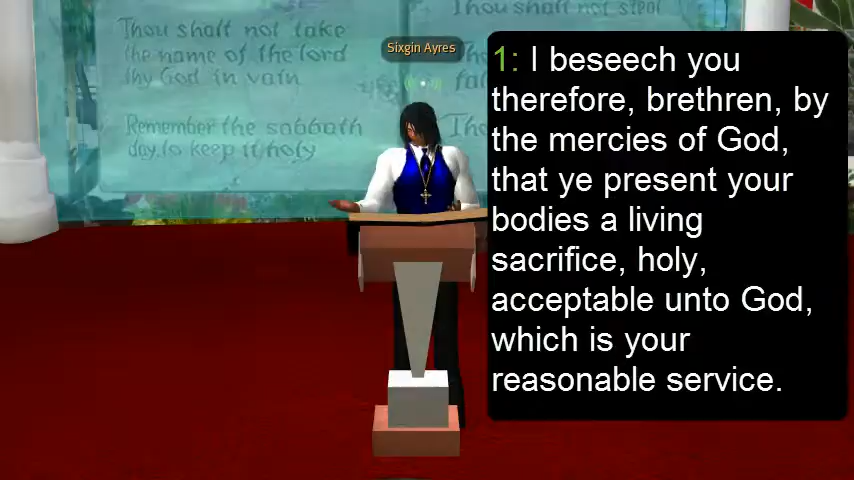 Thou shalt not steal
Thou shalt not take
the name of the lord
thy God in vain
Sixgin Ayres
Remember the sabbath
day, to keep it holy
1: I beseech you
therefore, brethren, by
the mercies of God,
that ye present your
bodies a living
sacrifice, holy,
acceptable unto God,
which is your
reasonable service.